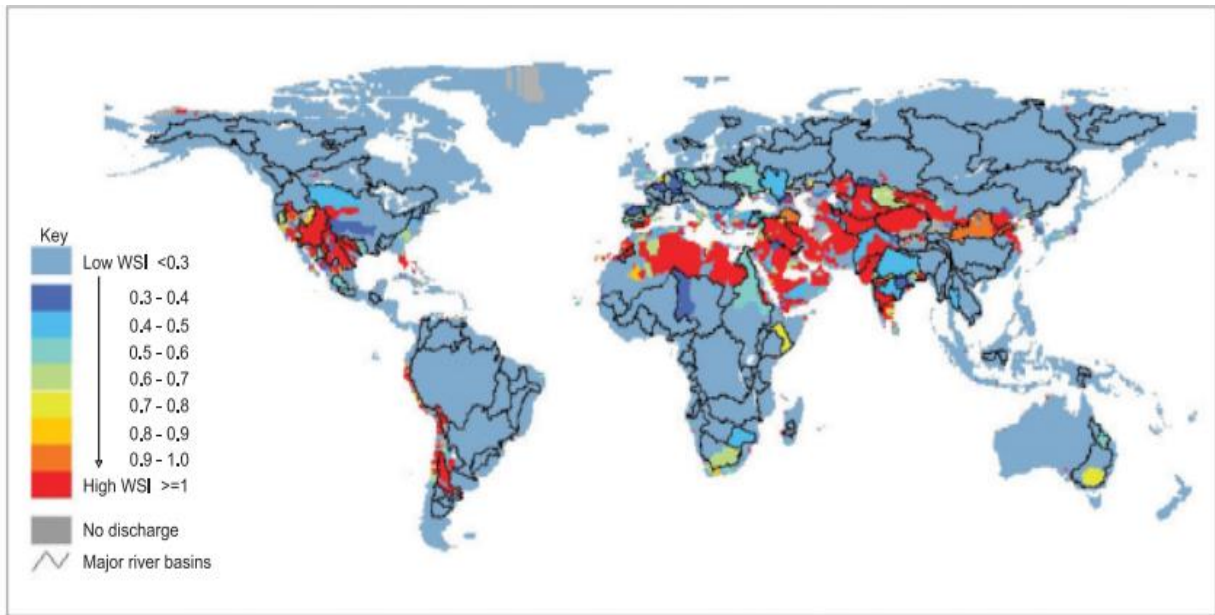 Key
Low WSI <0.3
0.3 - 0.4
0.4 - 0.5
0.5 - 0.6
0.6 - 0.7
0.7 - 0.8
0.8 - 0.9
0.9 - 1.0
High WSI >=1
No discharge
Major river basins